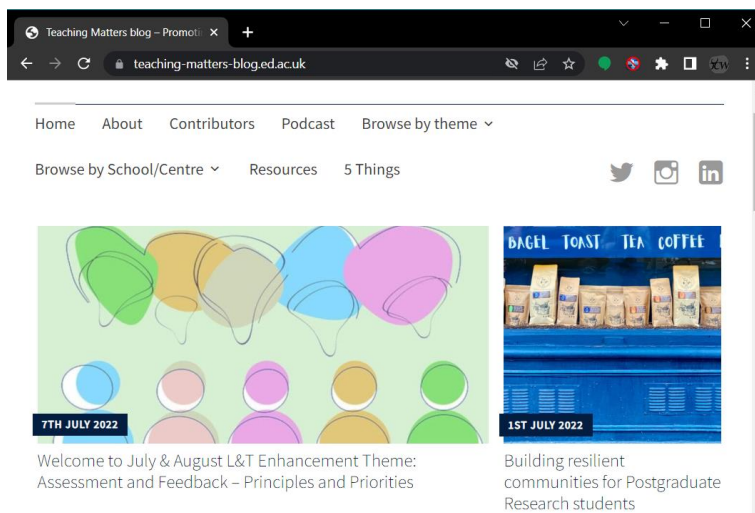 Teaching Matters blog – Promoti
teaching-matters-blog.ed.ac.uk
Home About Contributors Podcast Browse by theme
Browse by School/Centre Resources 5 Things
in
BAGEL TOAST TEA COFFEE
7TH JULY 2022
Welcome to July & August L&T Enhancement Theme:
Assessment and Feedback – Principles and Priorities
1ST JULY 2022
Building resilient
communities for Postgraduate
Research students